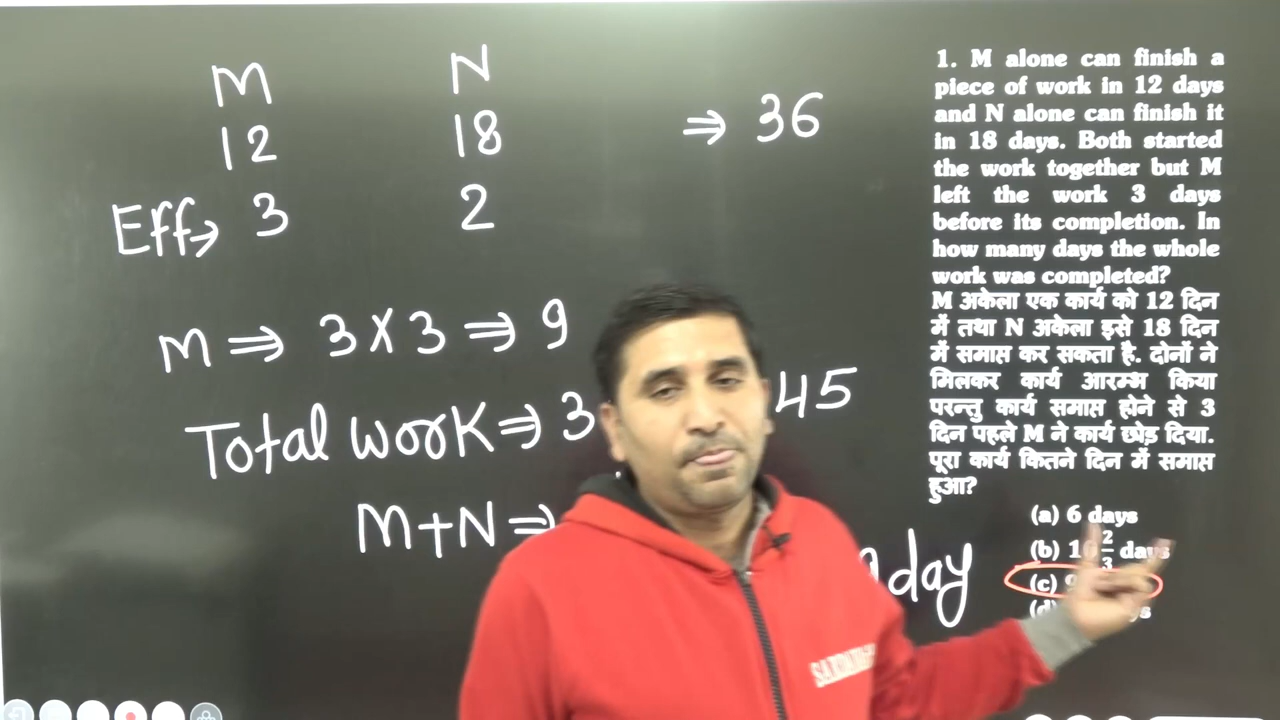 M N
12 18 ⇒ 36
Eff→ 3 2
M ⇒ 3 X 3 ⇒ 9
Total work ⇒ 3 45
M+N ⇒
day
1. M alone can finish a
piece of work in 12 days
and N alone can finish it
in 18 days. Both started
the work together but M
left the work 3 days
before its completion. In
how many days the whole
work was completed?
M अकेला एक कार्य को 12 दिन
में तथा N अकेला इसे 18 दिन
में समाप्त कर सकता है. दोनों ने
मिलकर कार्य आरम्भ किया
परन्तु कार्य समाप्त होने से 3
दिन पहले M ने कार्य छोड़ दिया.
पूरा कार्य कितने दिन में समाप्त
हुआ?
(a) 6 days
(b) 2/3 days
(c) 9